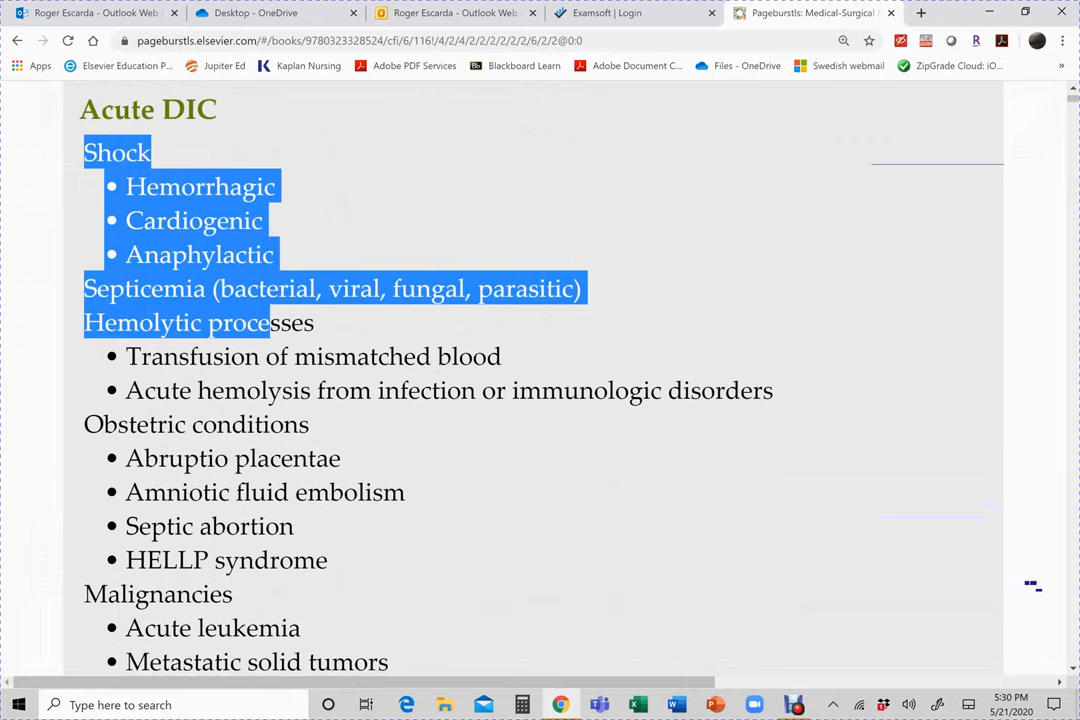 Roger Escarda - Outlook Web
Desktop - OneDrive
Roger Escarda - Outlook Web
Examsoft | Login
Pageburstls: Medical-Surgical
pageburstls.elsevier.com/#/books/9780323328524/cfi/6/116!/4/2/4/2/2/2/2/2/2/6/2/2@0:0
Apps
Elsevier Education P...
Jupiter Ed
Kaplan Nursing
Adobe PDF Services
Bb
Blackboard Learn
Adobe Document C...
Files - OneDrive
Swedish webmail
ZipGrade Cloud: iO...
»
Acute DIC
Shock
• Hemorrhagic
• Cardiogenic
• Anaphylactic
Septicemia (bacterial, viral, fungal, parasitic)
Hemolytic processes
• Transfusion of mismatched blood
• Acute hemolysis from infection or immunologic disorders
Obstetric conditions
• Abruptio placentae
• Amniotic fluid embolism
• Septic abortion
• HELLP syndrome
Malignancies
• Acute leukemia
• Metastatic solid tumors
Type here to search
5:30 PM
5/21/2020